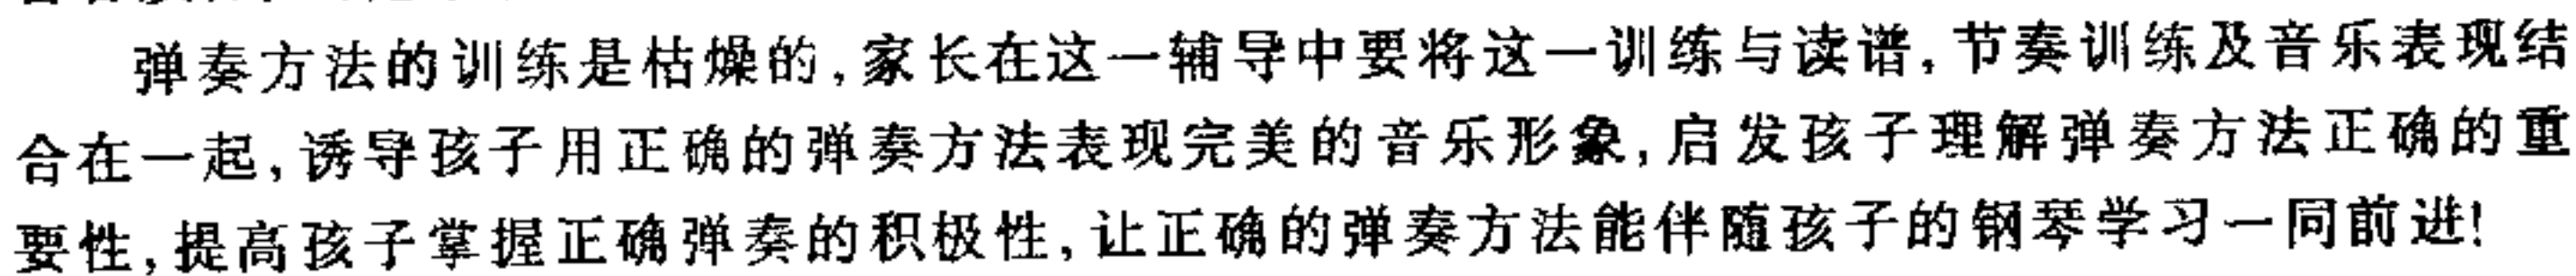 弹奏方法的训练是枯燥的,家长在这一辅导中要将这一训练与读谱,节奏训练及音乐表现结
合在一起,诱导孩子用正确的弹奏方法表现完美的音乐形象,启发孩子理解弹奏方法正确的重
要性,提高孩子掌握正确弹奏的积极性,让正确的弹奏方法能伴随孩子的钢琴学习一同前进!